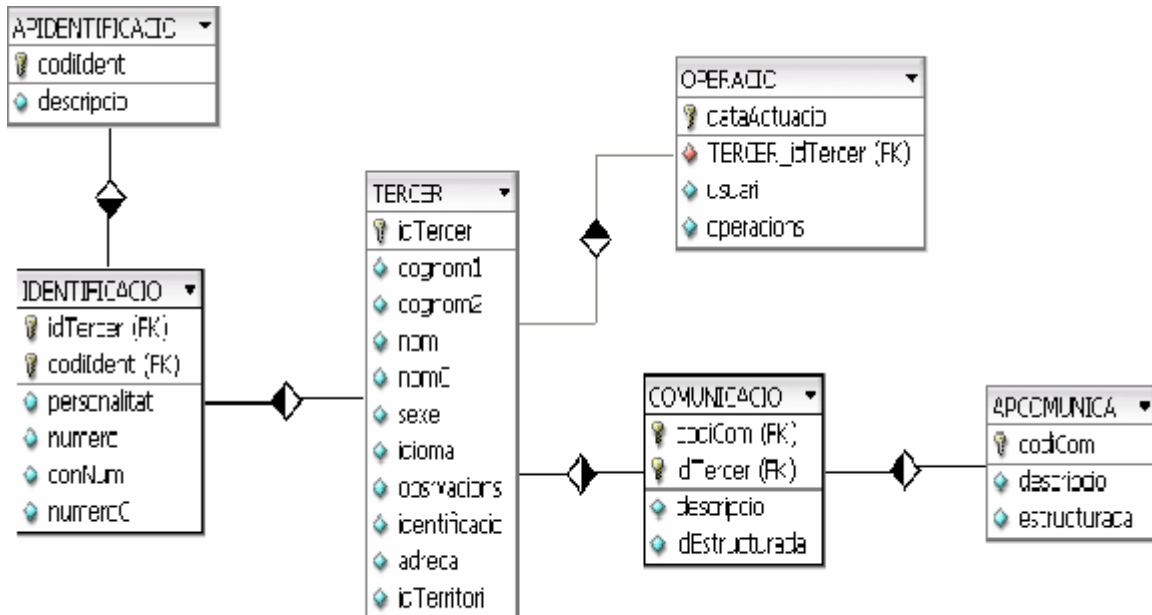 APIDENTIFICACIO
codiIdent
descripcio
OPERACIO
dataActuacio
TERCER_idTercer (FK)
usuari
operacions
TERCER
idTercer
cognom1
cognom2
nom
nomC
sexe
idioma
observacions
identificacio
adreca
idTerritori
IDENTIFICACIO
idTercer (FK)
codiIdent (FK)
personalitat
numero
conNum
numeroC
COMUNICACIO
codiCom (FK)
idTercer (FK)
descripcio
idEstructurada
APCOMUNICA
codiCom
descripcio
estructurada